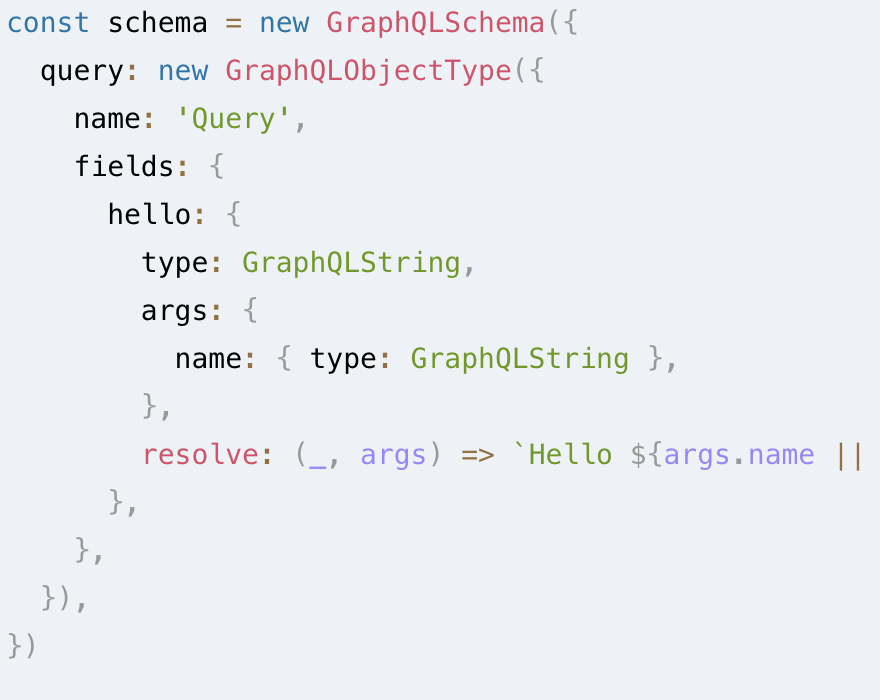 const schema = new GraphQLSchema({
  query: new GraphQLObjectType({
    name: 'Query',
    fields: {
      hello: {
        type: GraphQLString,
        args: {
          name: { type: GraphQLString },
        },
        resolve: (_, args) => `Hello ${args.name ||
      },
    },
  }),
})